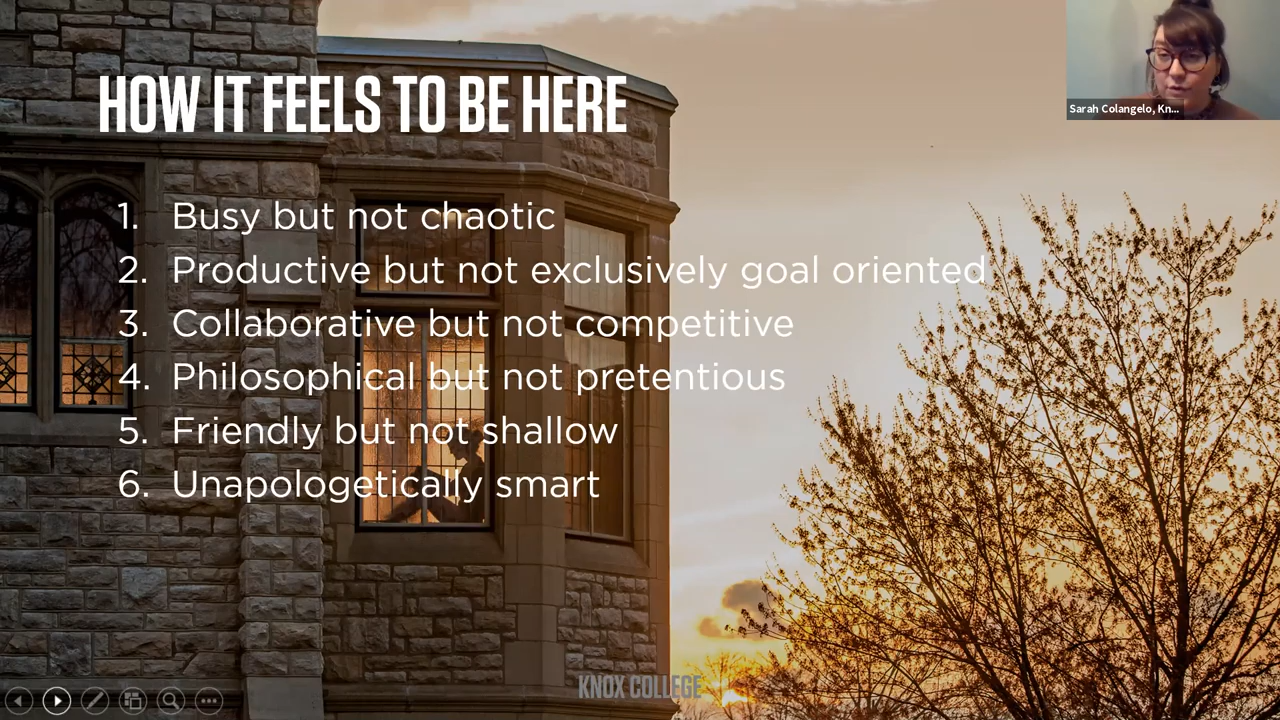 HOW IT FEELS TO BE HERE
Sarah Colangelo, Kn...
1. Busy but not chaotic
2. Productive but not exclusively goal oriented
3. Collaborative but not competitive
4. Philosophical but not pretentious
5. Friendly but not shallow
6. Unapologetically smart
KNOX COLLEGE